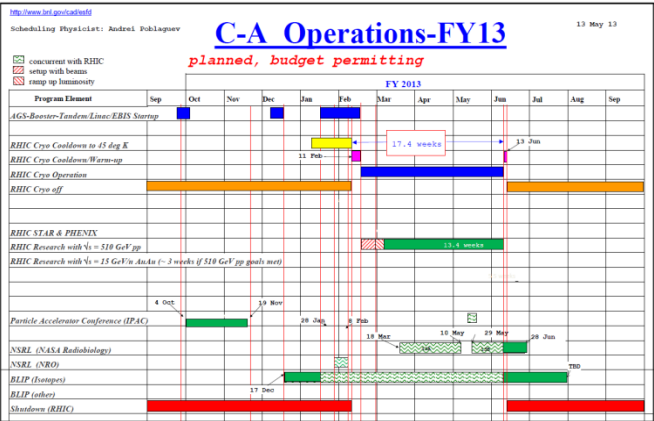 http://www.bnl.gov/cad/esfd
Scheduling Physicist: Andrei Poblaguev
C-A Operations-FY13
13 May 13
planned, budget permitting
concurrent with RHIC
setup with beams
ramp up luminosity
FY 2013
Program Element Sep Oct Nov Dec Jan Feb Mar Apr May Jun Jul Aug Sep
AGS-Booster-Tandem/Linac/EBIS Startup
RHIC Cryo Cooldown to 45 deg K
17.4 weeks
13 Jun
RHIC Cryo Cooldown/Warm-up
11 Feb
RHIC Cryo Operation
RHIC Cryo off
RHIC STAR & PHENIX
RHIC Research with √s = 510 GeV pp
13.4 weeks
RHIC Research with √s = 15 GeV/n AuAu (~ 3 weeks if 510 GeV pp goals met)
4 Oct
19 Nov
Particle Accelerator Conference (IPAC)
28 Jan
8 Feb
18 Mar
10 May
29 May
28 Jun
NSRL (NASA Radiobiology)
NSRL (NRO)
TBD
BLIP (Isotopes)
17 Dec
BLIP (other)
Shutdown (RHIC)